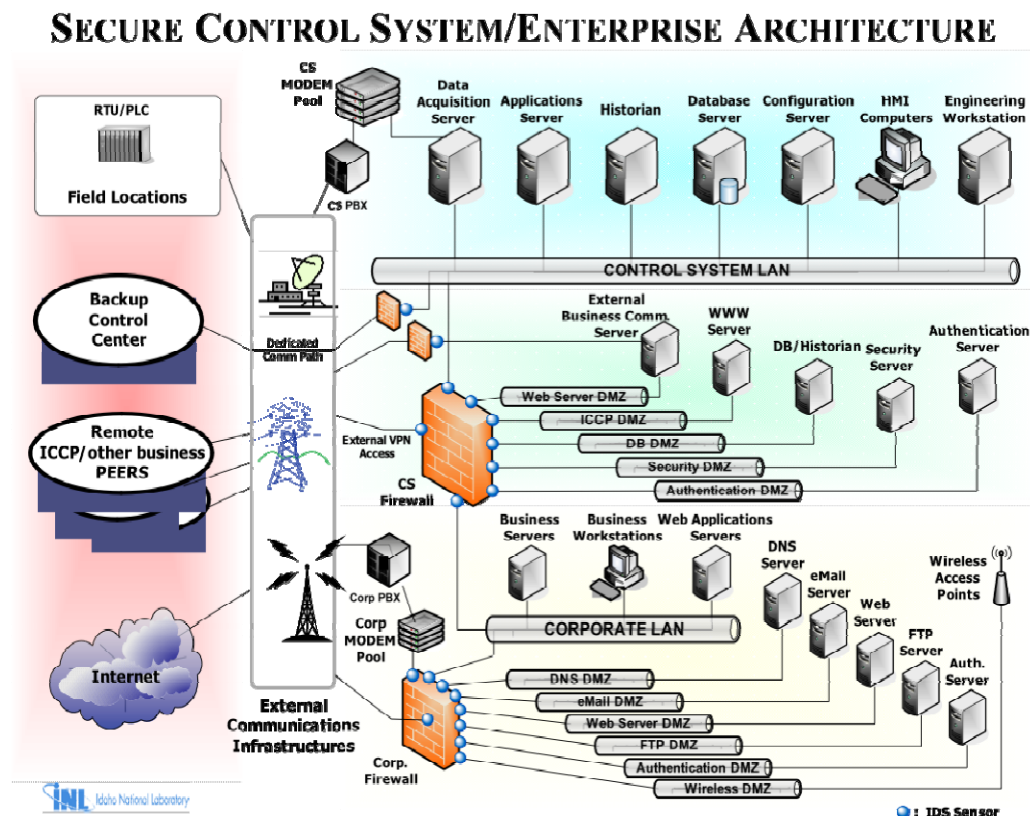 SECURE CONTROL SYSTEM/ENTERPRISE ARCHITECTURE
CS
MODEM
Pool
Data
Acquisition
Server
Applications
Server
Historian
Database
Server
Configuration
Server
HMI
Computers
Engineering
Workstation
RTU/PLC
Field Locations
CS PBX
CONTROL SYSTEM LAN
Backup
Control
Center
Dedicated
Comm Path
External
Business Comm.
Server
WWW
Server
DB/Historian
Security
Server
Authentication
Server
Web Server DMZ
ICCP DMZ
DB DMZ
Security DMZ
Authentication DMZ
Remote
ICCP/other business
PEERS
External VPN
Access
CS
Firewall
Business
Servers
Business
Workstations
Web Applications
Servers
DNS
Server
eMail
Server
Web
Server
FTP
Server
Auth.
Server
Wireless
Access
Points
Corp PBX
Corp
MODEM
Pool
CORPORATE LAN
Internet
DNS DMZ
eMail DMZ
Web Server DMZ
FTP DMZ
Authentication DMZ
Wireless DMZ
External
Communications
Infrastructures
Corp.
Firewall
INL Idaho National Laboratory
: IDS Sensor